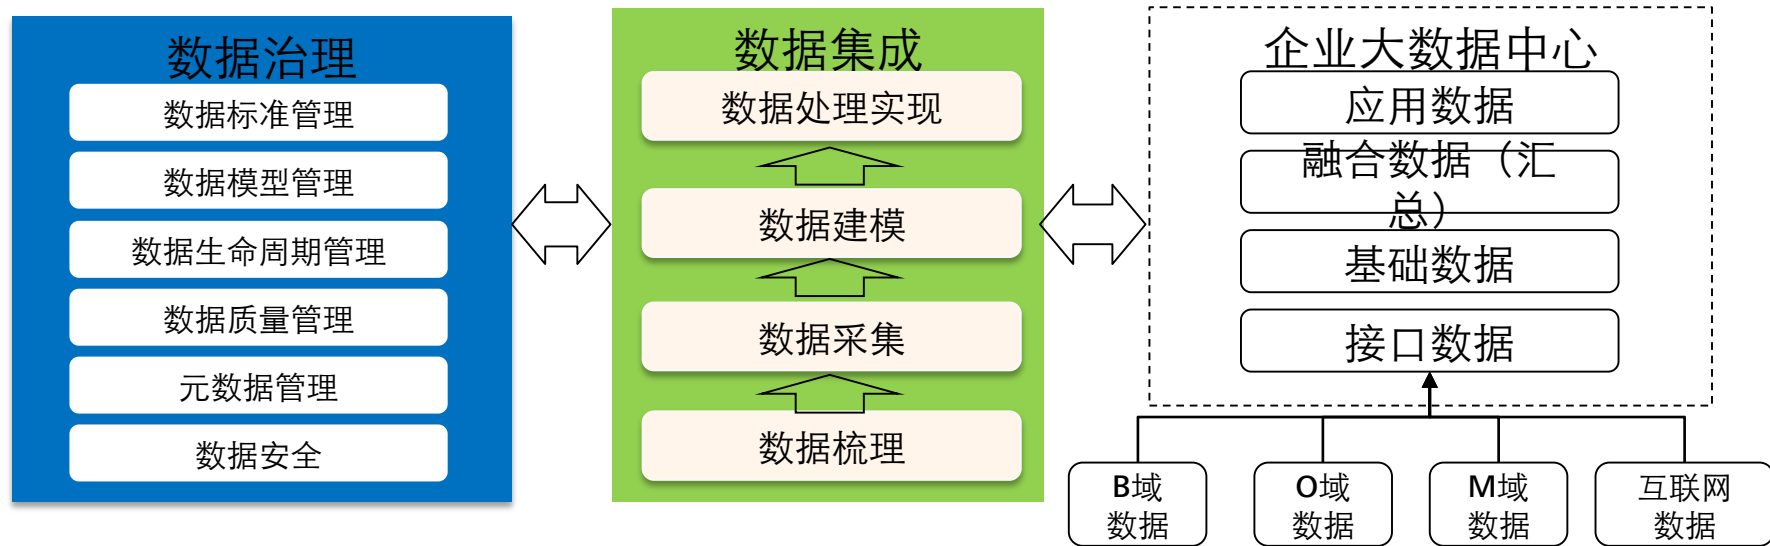 数据治理
数据标准管理
数据模型管理
数据生命周期管理
数据质量管理
元数据管理
数据安全
数据集成
数据处理实现
数据建模
数据采集
数据梳理
企业大数据中心
应用数据
融合数据（汇
总）
基础数据
接口数据
B域
数据
O域
数据
M域
数据
互联网
数据